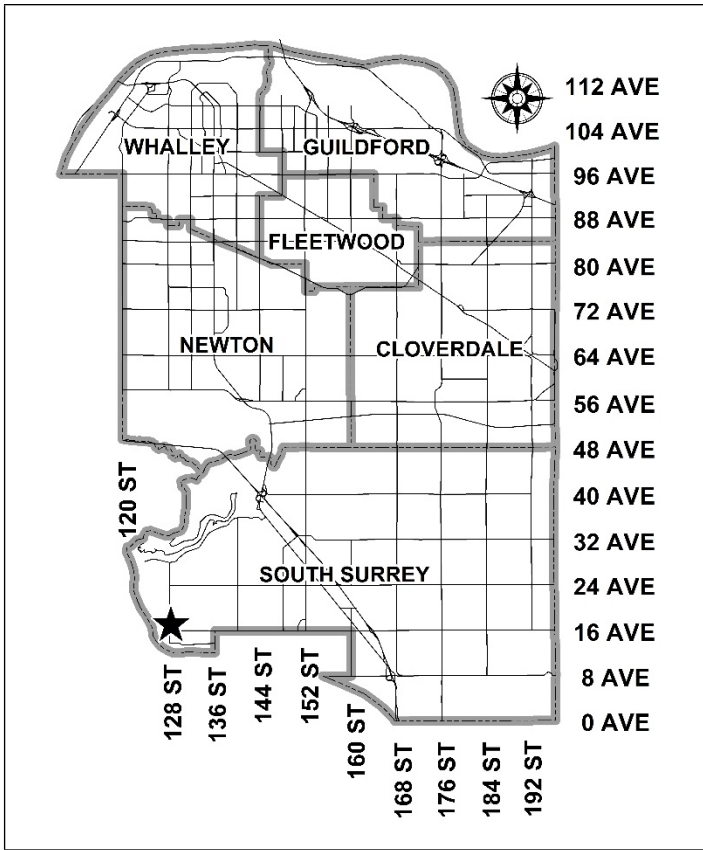 112 AVE
104 AVE
WHALLEY
GUILDFORD
96 AVE
88 AVE
FLEETWOOD
80 AVE
72 AVE
NEWTON
CLOVERDALE
64 AVE
56 AVE
48 AVE
120 ST
40 AVE
32 AVE
SOUTH SURREY
24 AVE
16 AVE
8 AVE
0 AVE
128 ST
136 ST
144 ST
152 ST
160 ST
168 ST
176 ST
184 ST
192 ST